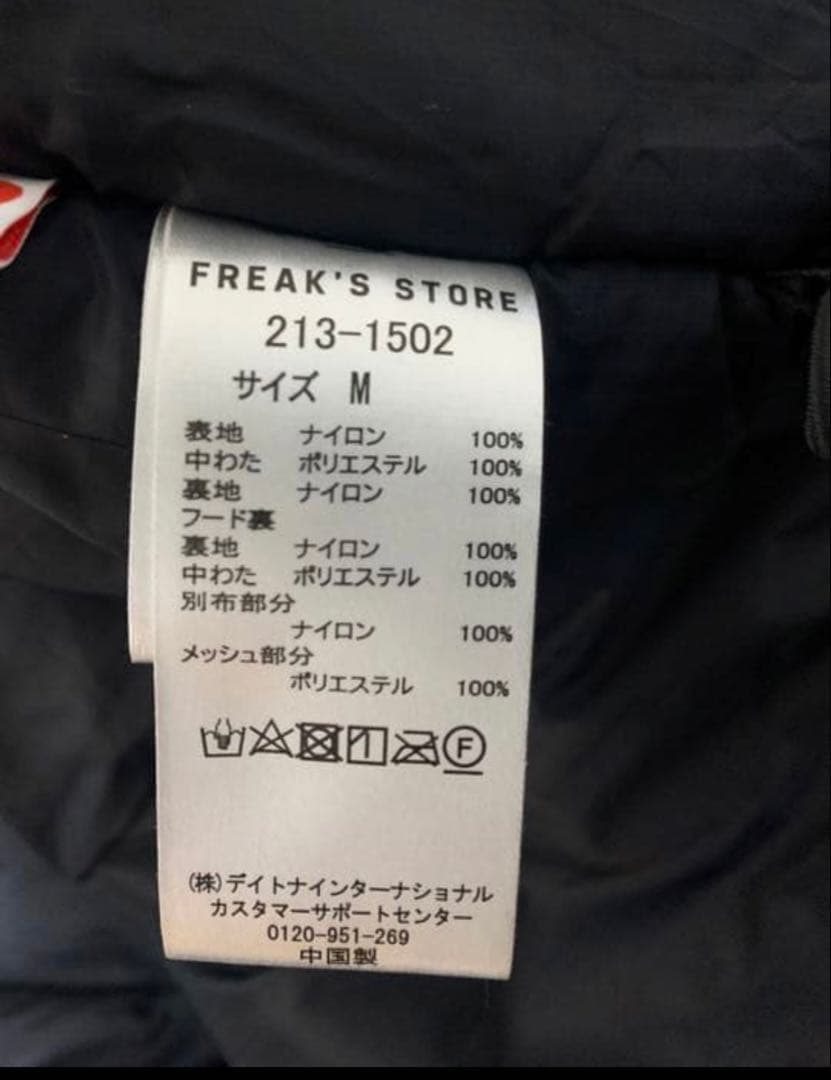 FREAK'S STORE
213-1502
サイズ M
表地 ナイロン 100%
中わた ポリエステル 100%
裏地 ナイロン 100%
フード裏
裏地 ナイロン 100%
中わた ポリエステル 100%
別布部分
ナイロン 100%
メッシュ部分
ポリエステル 100%
F
(株)デイトナインターナショナル
カスタマーサポートセンター
0120-951-269
中国製